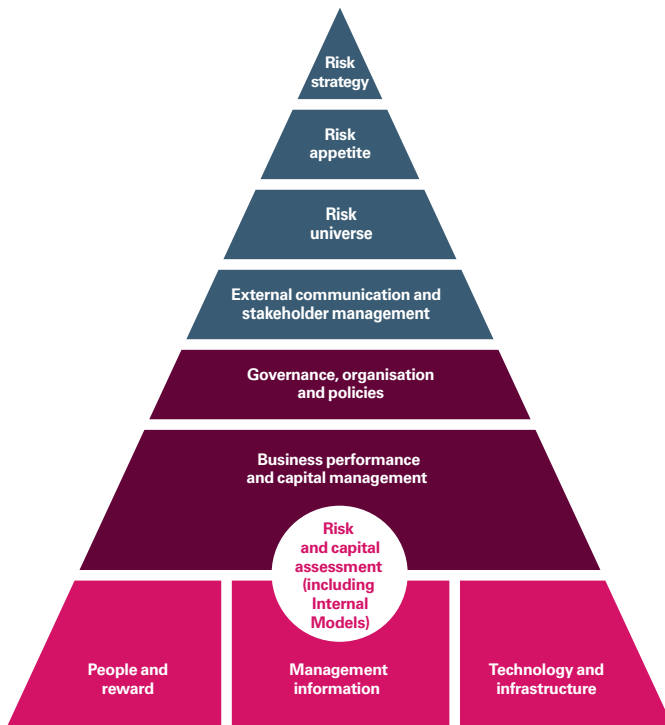 Risk
strategy
Risk
appetite
Risk
universe
External communication and
stakeholder management
Governance, organisation
and policies
Business performance
and capital management
Risk
and capital
assessment
(including
Internal
Models)
People and
reward
Management
information
Technology and
infrastructure